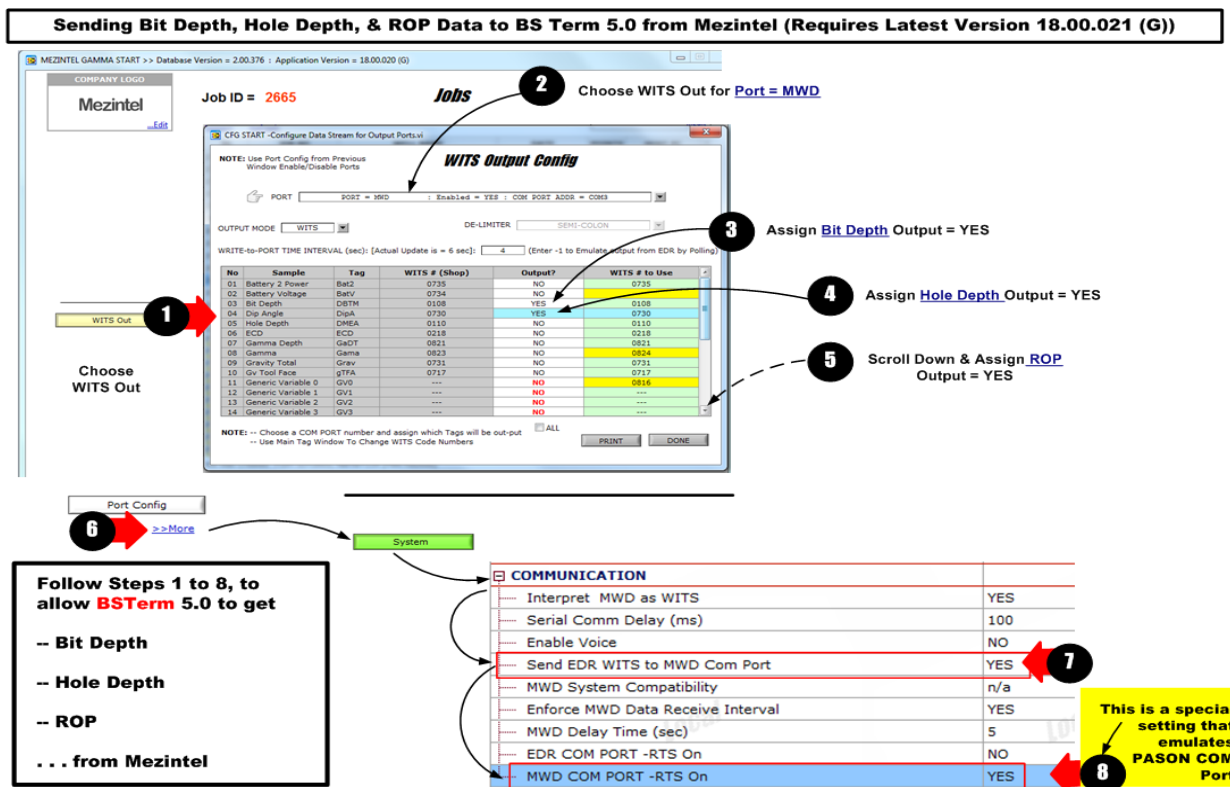 Sending Bit Depth, Hole Depth, & ROP Data to BS Term 5.0 from Mezintel (Requires Latest Version 18.00.021 (G))
MEZINTEL GAMMA START >> Database Version = 2.00.376 : Application Version = 18.00.020 (G)
COMPANY LOGO
Mezintel
...Edit
Job ID = 2665
Jobs
2
Choose WITS Out for Port = MWD
CFG START -Configure Data Stream for Output Ports.vi
NOTE: Use Port Config from Previous
Window Enable/Disable Ports
WITS Output Config
PORT
PORT = MWD : Enabled = YES : COM PORT ADDR = COM3
OUTPUT MODE WITS
DE-LIMITER SEMI-COLON
WRITE-to-PORT TIME INTERVAL (sec): [Actual Update is = 6 sec]: 4 (Enter -1 to Emulate output from EDR by Polling)
No Sample Tag WITS # (Shop) Output? WITS # to Use
01 Battery 2 Power Bat2 0735 NO 0735
02 Battery Voltage BatV 0734 NO
03 Bit Depth DBTM 0108 YES 0108
04 Dip Angle DipA 0730 YES 0730
05 Hole Depth DMEA 0110 NO 0110
06 ECD ECD 0218 NO 0218
07 Gamma Depth GaDT 0821 NO 0821
08 Gamma Gama 0823 NO 0824
09 Gravity Total Grav 0731 NO 0731
10 Gv Tool Face gTFA 0717 NO 0717
11 Generic Variable 0 GV0 --- NO 0816
12 Generic Variable 1 GV1 --- NO ---
13 Generic Variable 2 GV2 --- NO ---
14 Generic Variable 3 GV3 --- NO ---
NOTE: -- Choose a COM PORT number and assign which Tags will be out-put
-- Use Main Tag Window To Change WITS Code Numbers
ALL
PRINT
DONE
3
Assign Bit Depth Output = YES
4
Assign Hole Depth Output = YES
5
Scroll Down & Assign ROP
Output = YES
WITS Out
1
Choose
WITS Out
Port Config
6
>>More
System
Follow Steps 1 to 8, to
allow BSTerm 5.0 to get
-- Bit Depth
-- Hole Depth
-- ROP
. . . from Mezintel
COMMUNICATION
Interpret MWD as WITS YES
Serial Comm Delay (ms) 100
Enable Voice NO
Send EDR WITS to MWD Com Port YES
7
MWD System Compatibility n/a
Enforce MWD Data Receive Interval YES
MWD Delay Time (sec) 5
EDR COM PORT -RTS On NO
MWD COM PORT -RTS On YES
8
This is a special
setting that
emulates
PASON COM
Port